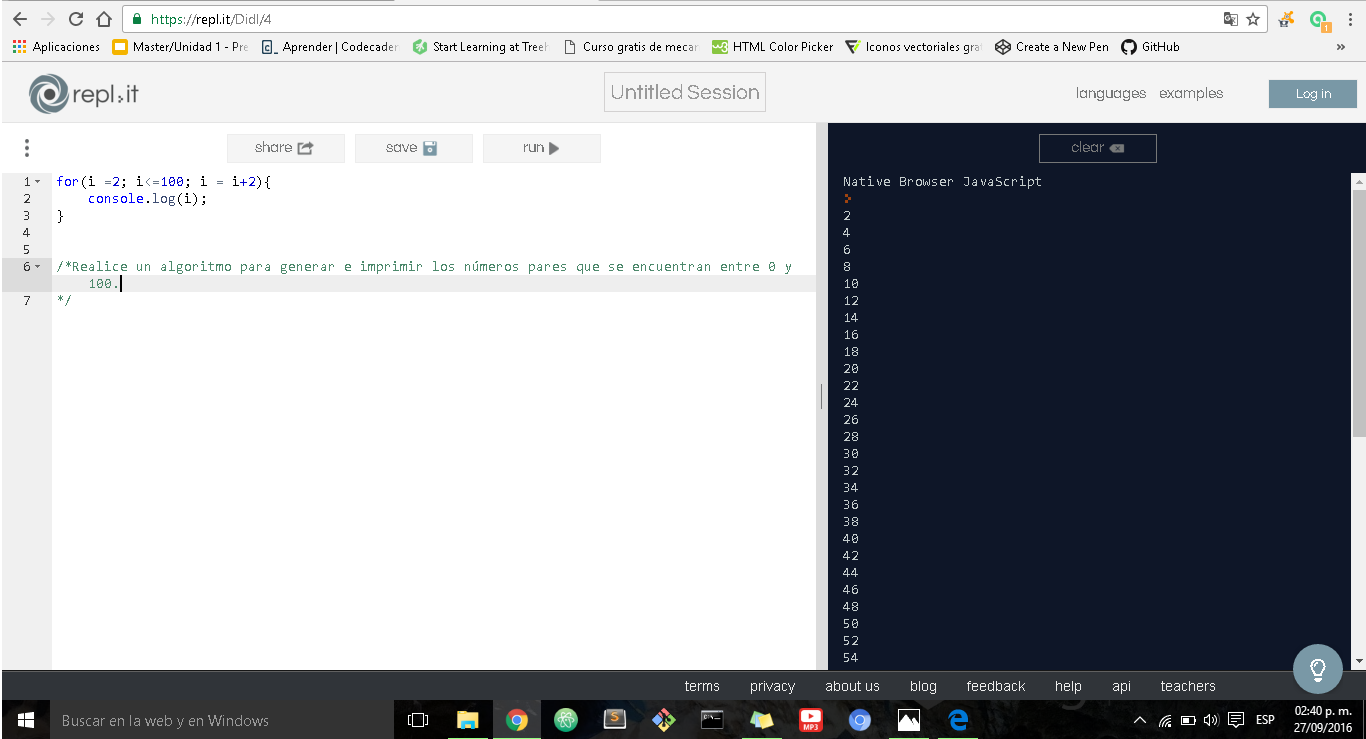 https://repl.it/Didl/4
Aplicaciones Master/Unidad 1 - Pre Aprender | Codecader Start Learning at Treeh Curso gratis de mecan HTML Color Picker Iconos vectoriales gra Create a New Pen GitHub »
repl.it Untitled Session languages examples Log in
share save run clear
1 for(i =2; i<=100; i = i+2){
2 console.log(i);
3 }
4
5
6 /*Realice un algoritmo para generar e imprimir los números pares que se encuentran entre 0 y
100.
7 */
Native Browser JavaScript
2
4
6
8
10
12
14
16
18
20
22
24
26
28
30
32
34
36
38
40
42
44
46
48
50
52
54
terms privacy about us blog feedback help api teachers
Buscar en la web y en Windows
MP3
ESP
02:40 p. m.
27/09/2016